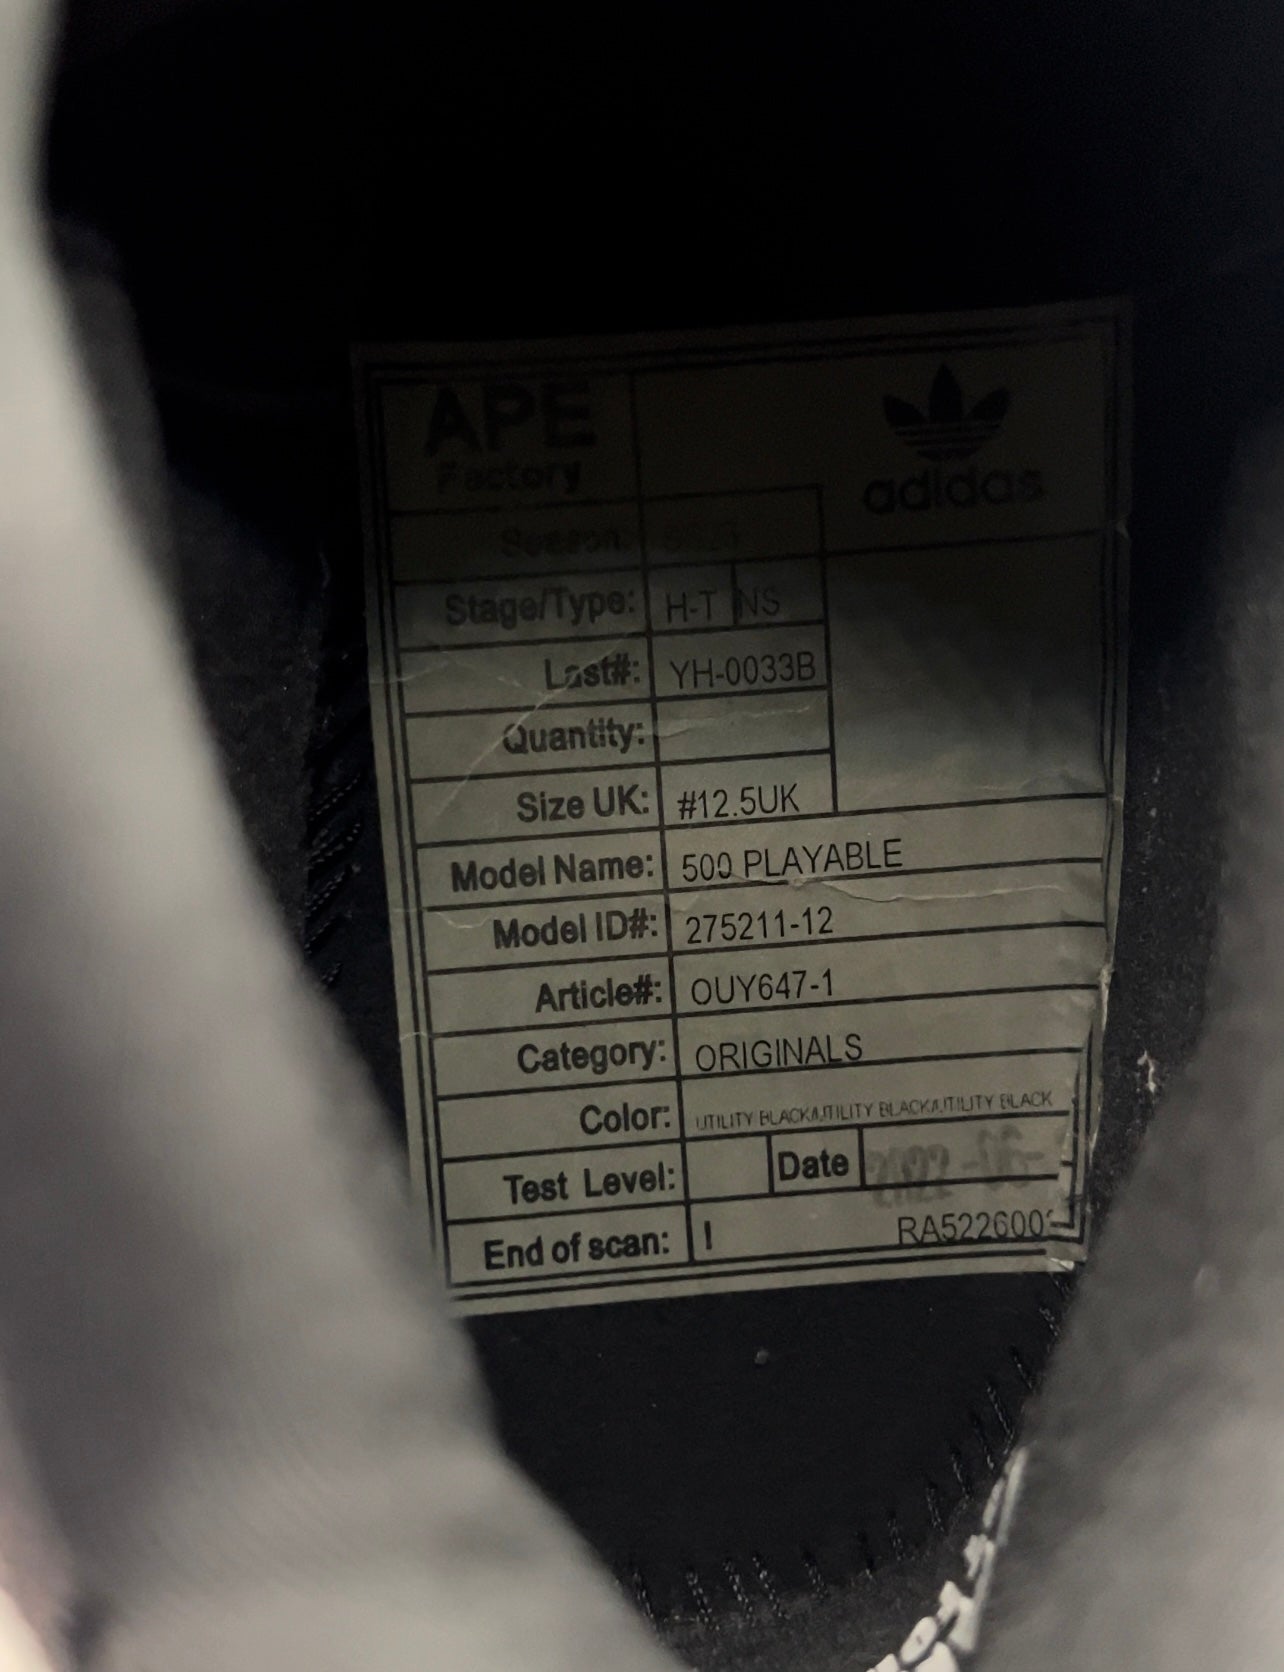 APE
Factory
adidas
Season:
Stage/Type: H-T NS
Last#: YH-0033B
Quantity:
Size UK: #12.5UK
Model Name: 500 PLAYABLE
Model ID#: 275211-12
Article#: OUY647-1
Category: ORIGINALS
Color: UTILITY BLACK/UTILITY BLACK/UTILITY BLACK
Test Level: Date
End of scan: I